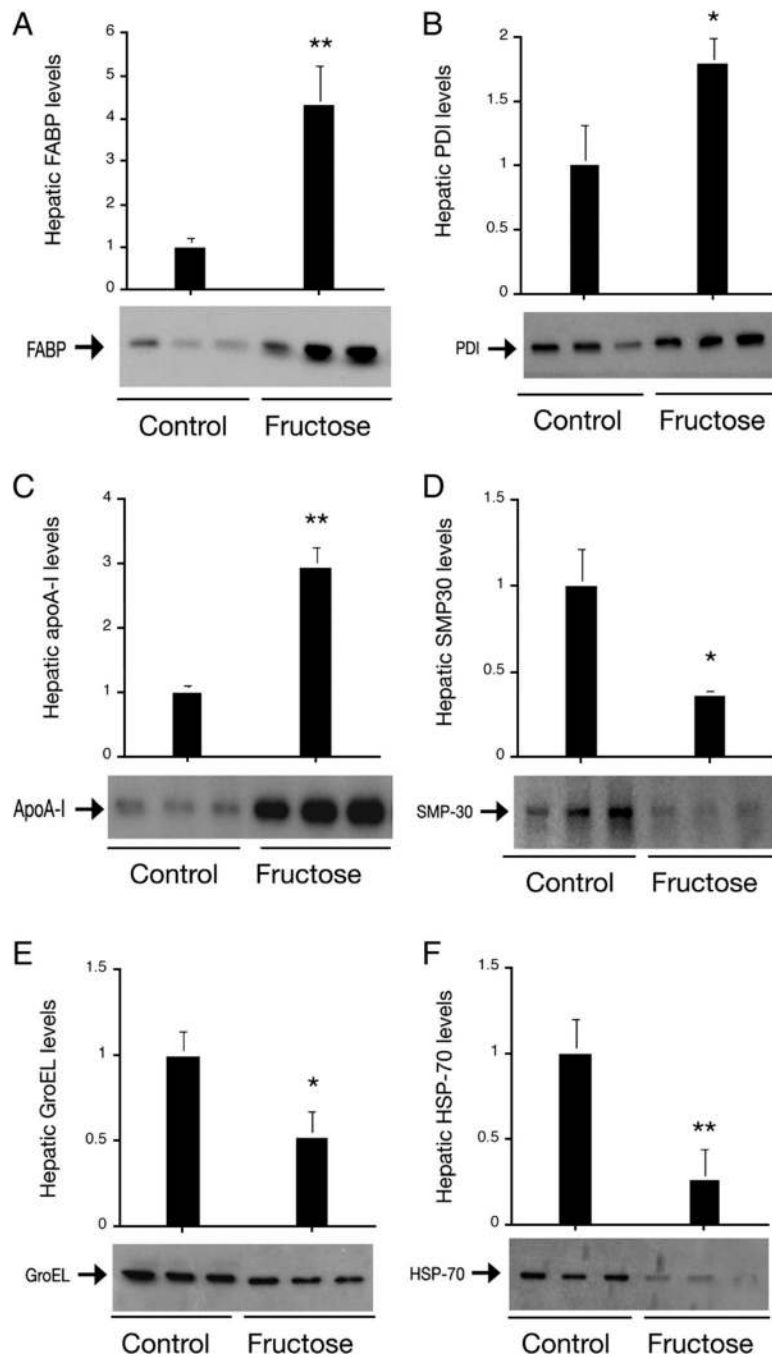 A
Hepatic FABP levels
6
5
4
3
2
1
0
**
FABP
Control Fructose
B
Hepatic PDI levels
2
1.5
1
0.5
0
*
PDI
Control Fructose
C
Hepatic apoA-I levels
4
3
2
1
0
**
ApoA-I
Control Fructose
D
Hepatic SMP30 levels
1.5
1
0.5
0
*
SMP-30
Control Fructose
E
Hepatic GroEL levels
1.5
1
0.5
0
*
GroEL
Control Fructose
F
Hepatic HSP-70 levels
1.5
1
0.5
0
**
HSP-70
Control Fructose